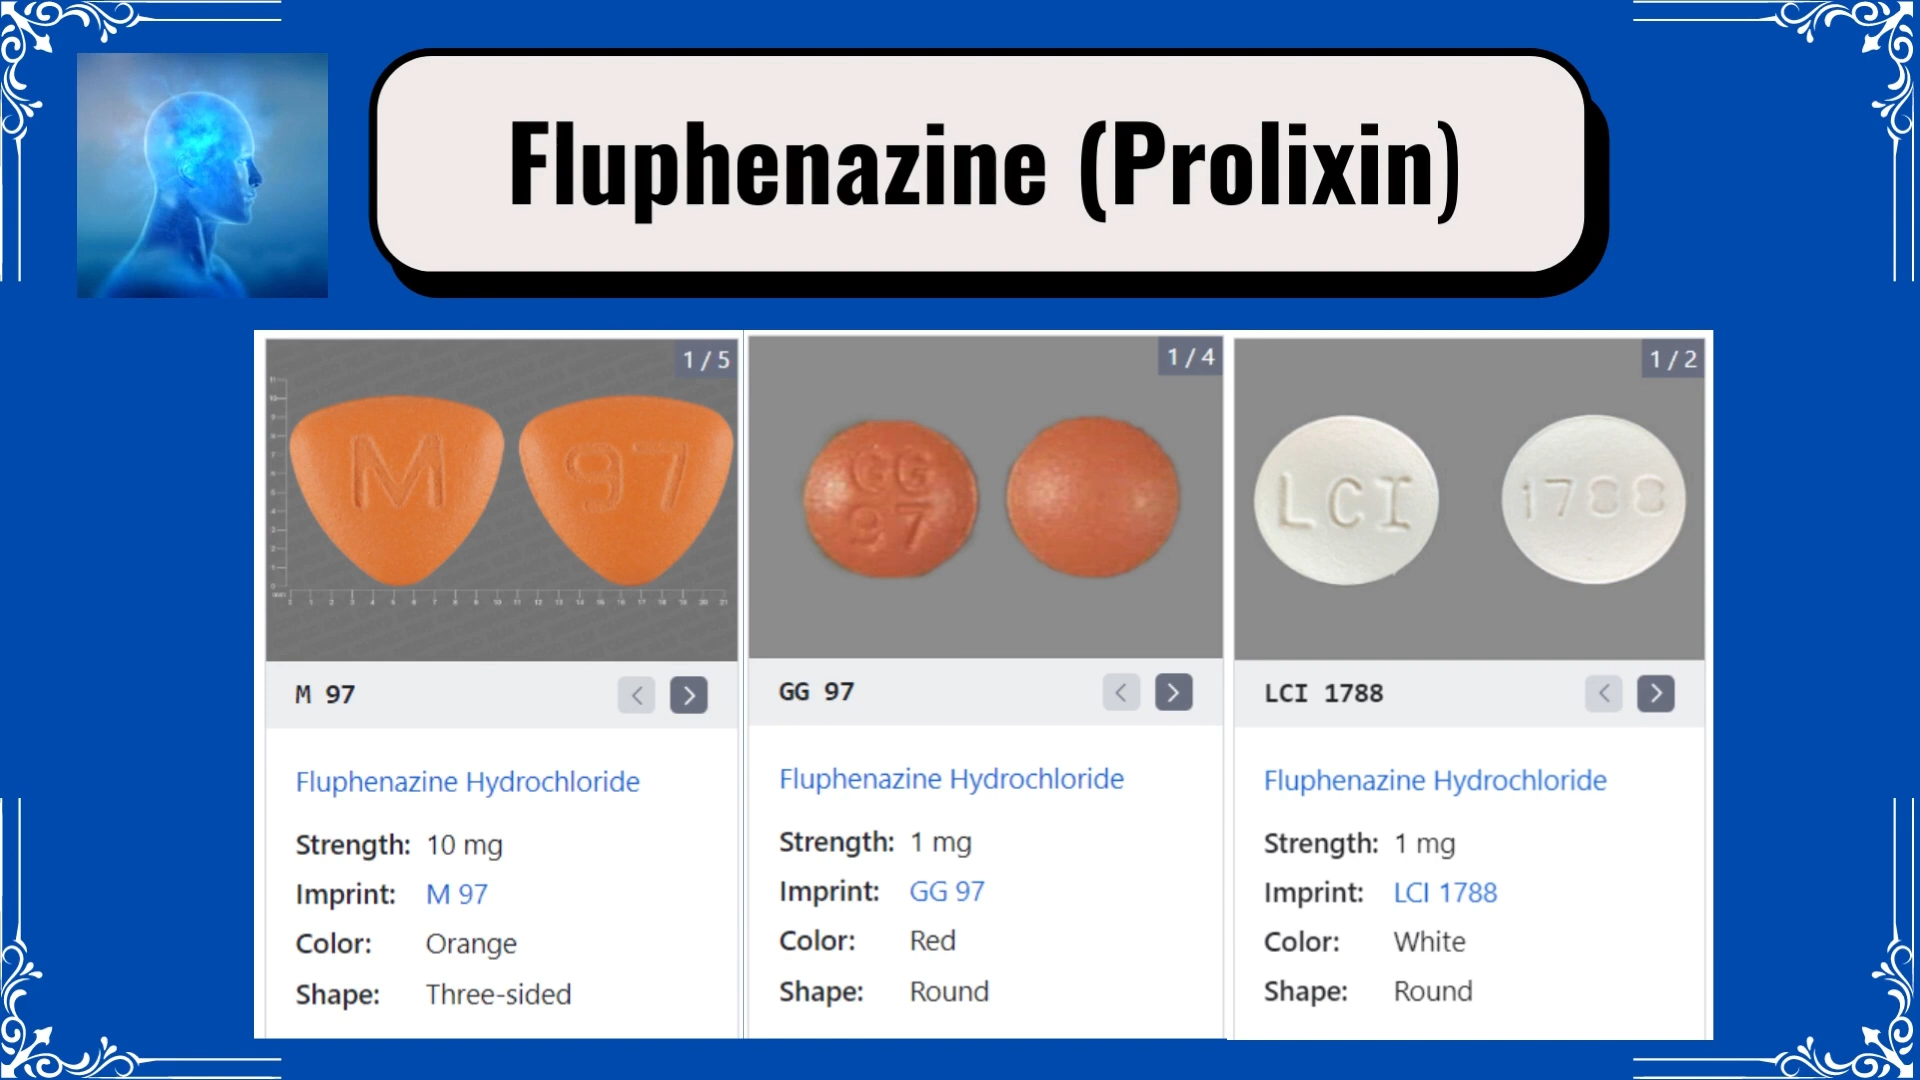 Fluphenazine (Prolixin)
1 / 5
M
97
M 97
Fluphenazine Hydrochloride
Strength: 10 mg
Imprint: M 97
Color: Orange
Shape: Three-sided
1 / 4
GG
97
GG 97
Fluphenazine Hydrochloride
Strength: 1 mg
Imprint: GG 97
Color: Red
Shape: Round
1 / 2
LCI
1788
LCI 1788
Fluphenazine Hydrochloride
Strength: 1 mg
Imprint: LCI 1788
Color: White
Shape: Round